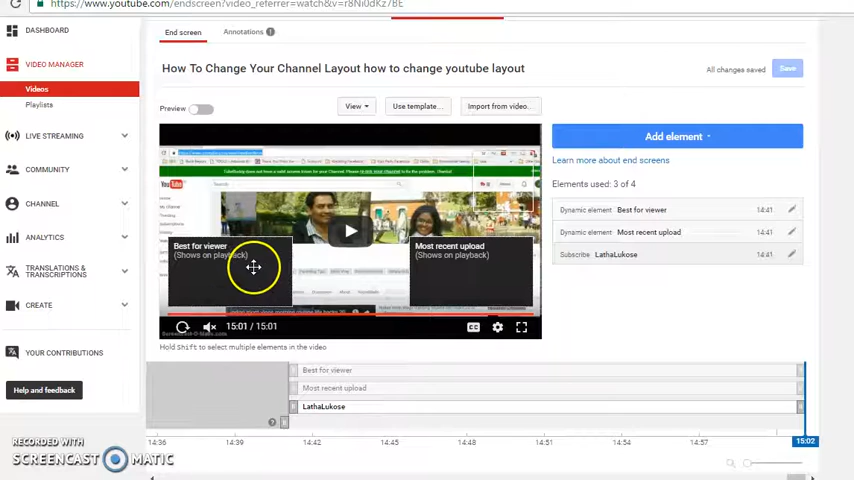 https://www.youtube.com/endscreen?video_referrer=watch&v=r8Ni0dKz7BE
DASHBOARD
VIDEO MANAGER
Videos
Playlists
LIVE STREAMING
COMMUNITY
CHANNEL
ANALYTICS
TRANSLATIONS & TRANSCRIPTIONS
CREATE
YOUR CONTRIBUTIONS
Help and feedback
End screen
Annotations
How To Change Your Channel Layout how to change youtube layout
All changes saved
Save
Preview
View
Use template...
Import from video...
Best for viewer
(Shows on playback)
Most recent upload
(Shows on playback)
15:01 / 15:01
CC
Hold Shift to select multiple elements in the video
Add element
Learn more about end screens
Elements used: 3 of 4
Dynamic element Best for viewer 14:41
Dynamic element Most recent upload 14:41
Subscribe LathaLukose 14:41
Best for viewer
Most recent upload
LathaLukose
14:36 14:39 14:42 14:45 14:48 14:51 14:54 14:57 15:02
RECORDED WITH
SCREENCAST MATIC